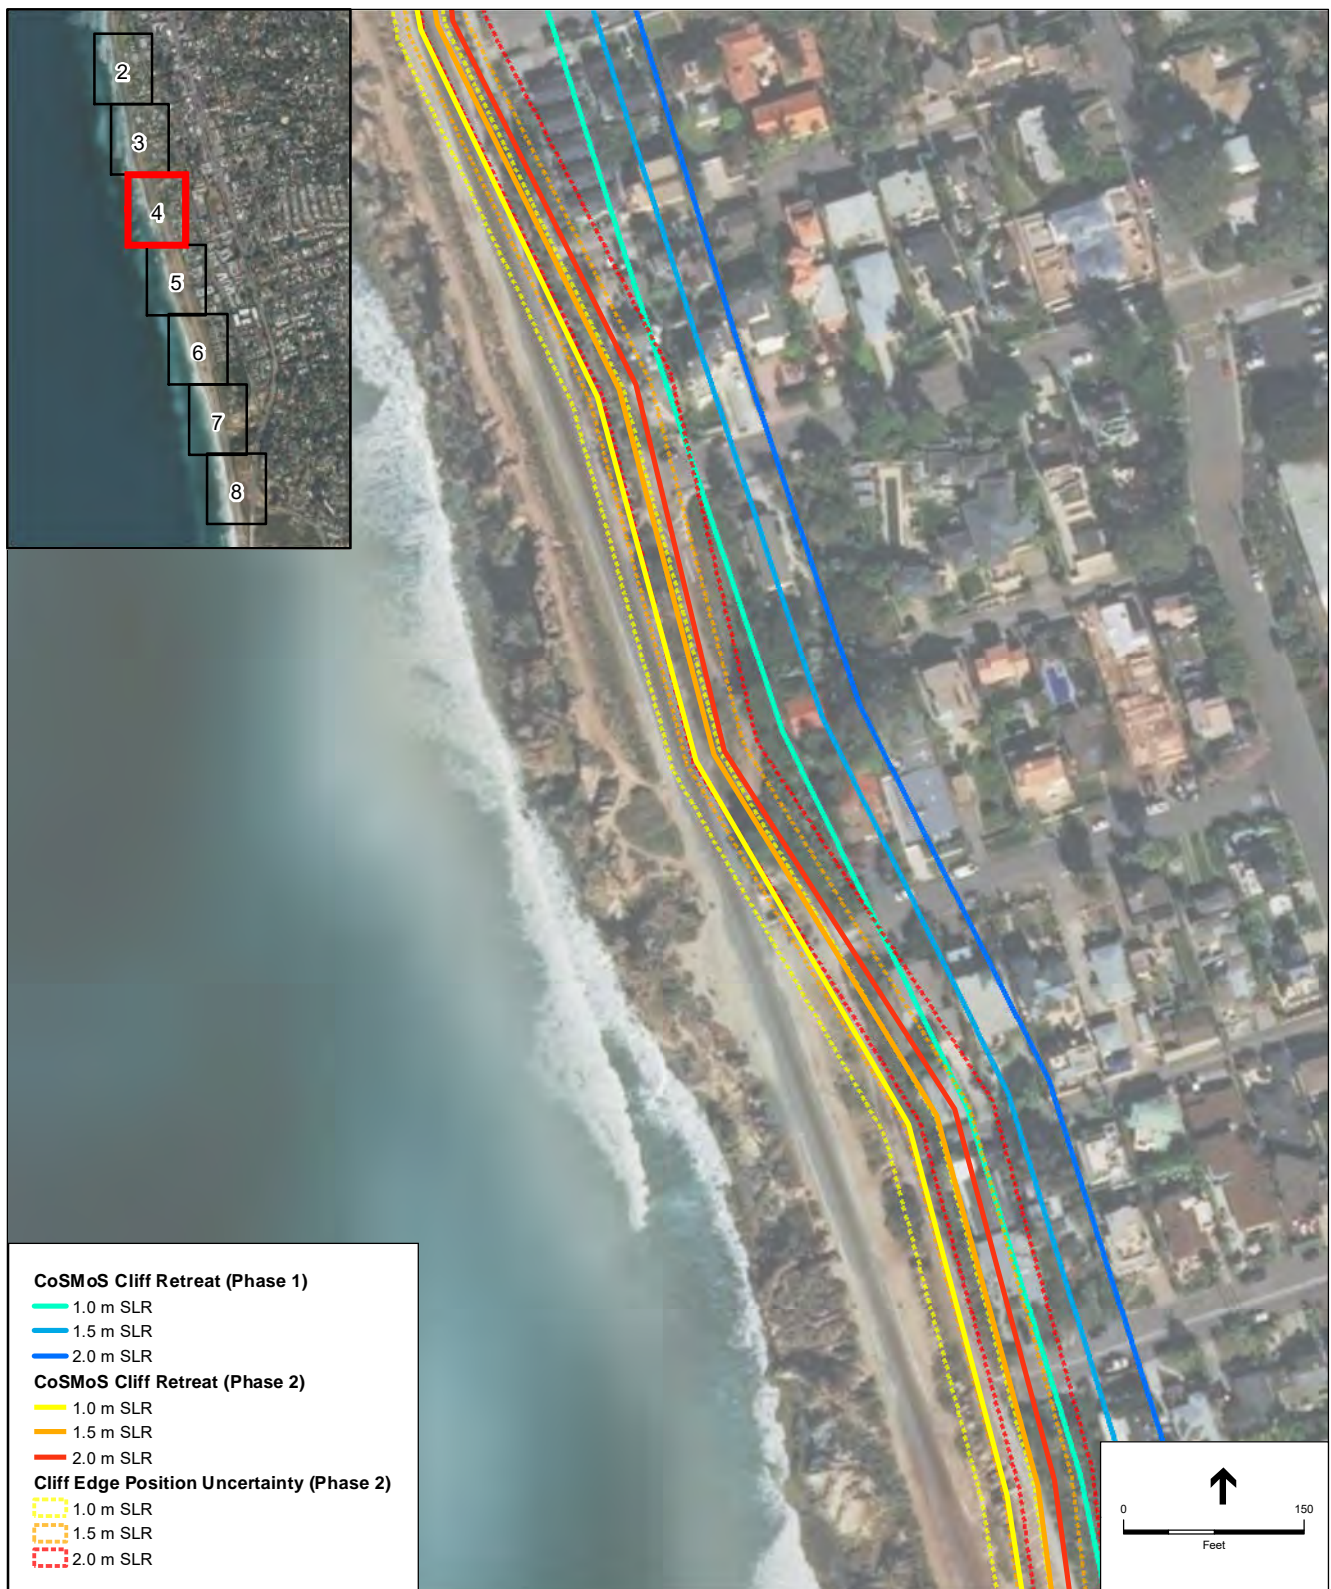 2
3
4
5
6
7
8
CoSMoS Cliff Retreat (Phase 1)
1.0 m SLR
1.5 m SLR
2.0 m SLR
CoSMoS Cliff Retreat (Phase 2)
1.0 m SLR
1.5 m SLR
2.0 m SLR
Cliff Edge Position Uncertainty (Phase 2)
1.0 m SLR
1.5 m SLR
2.0 m SLR
0 150
Feet